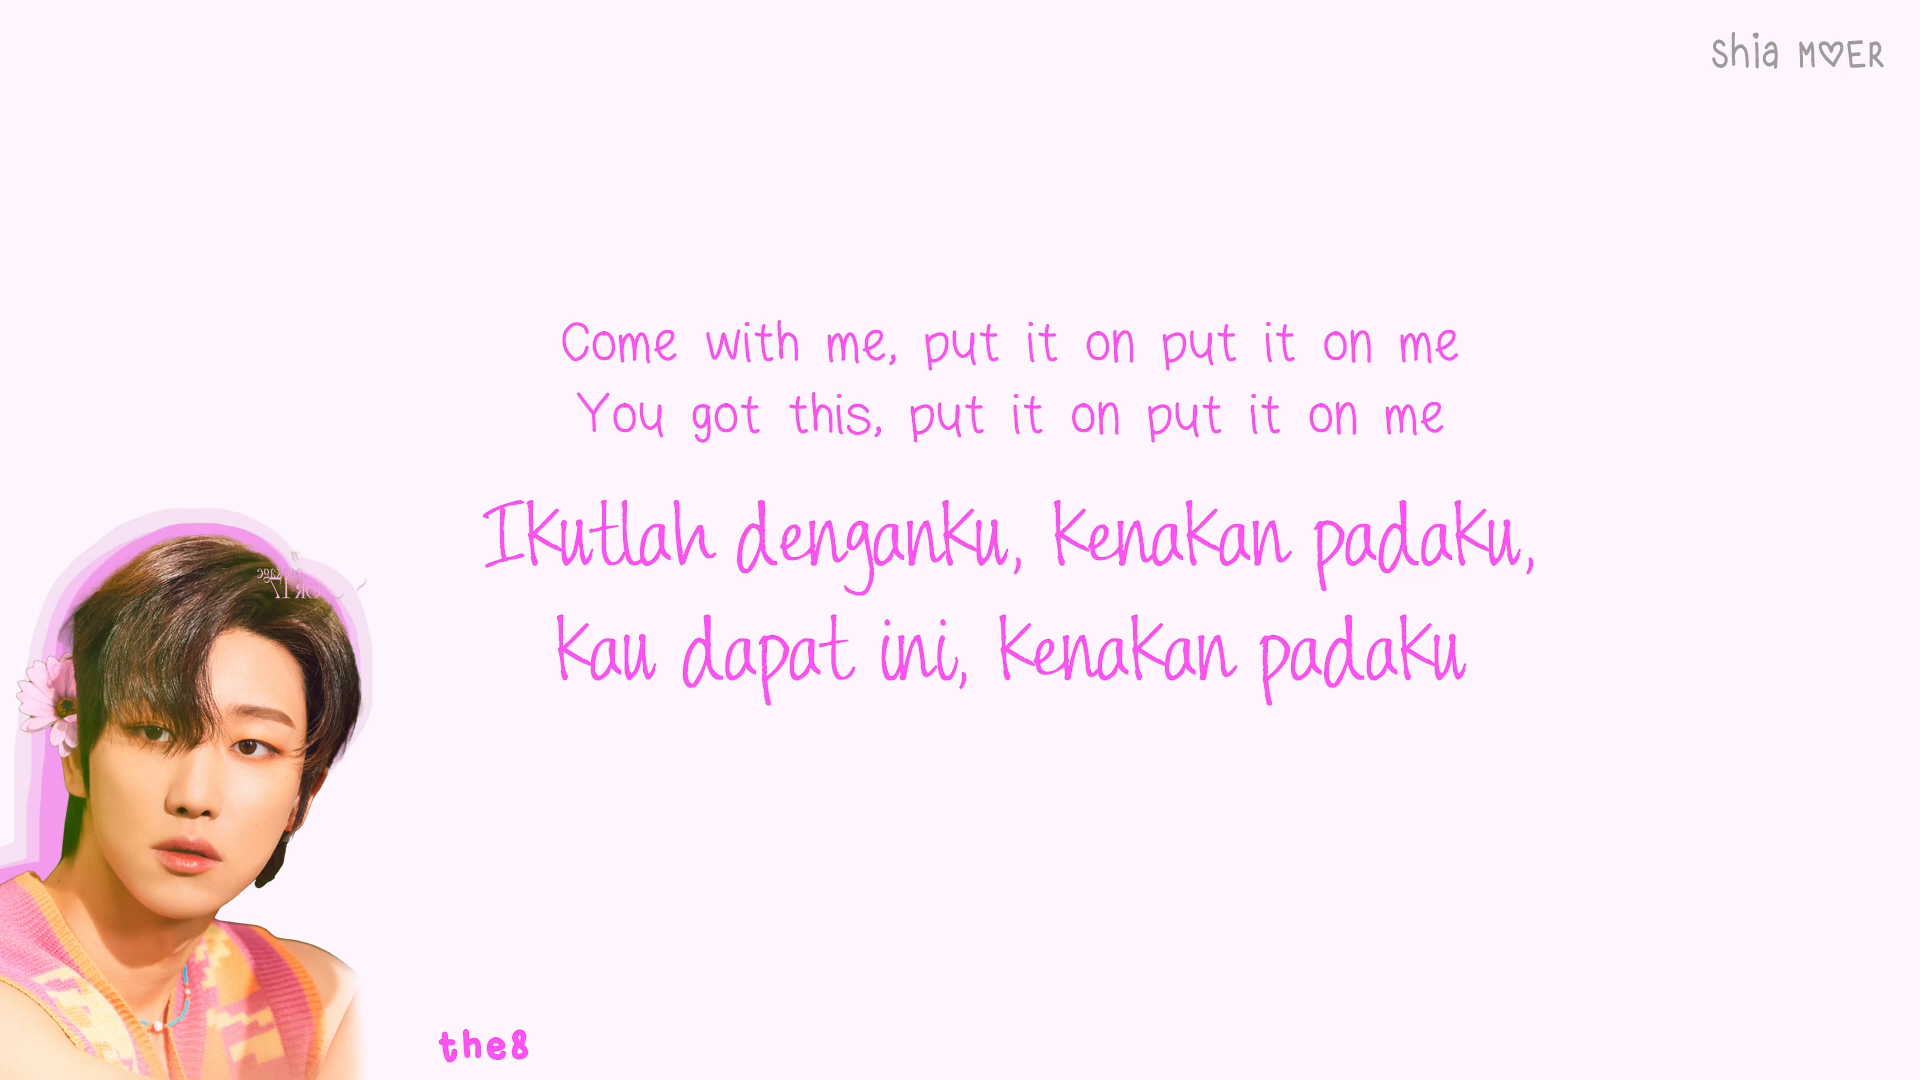 Shia M♡ER
Come with me, put it on put it on me
You got this, put it on put it on me
Ikutlah denganku, kenakan padaku,
kau dapat ini, kenakan padaku
the8